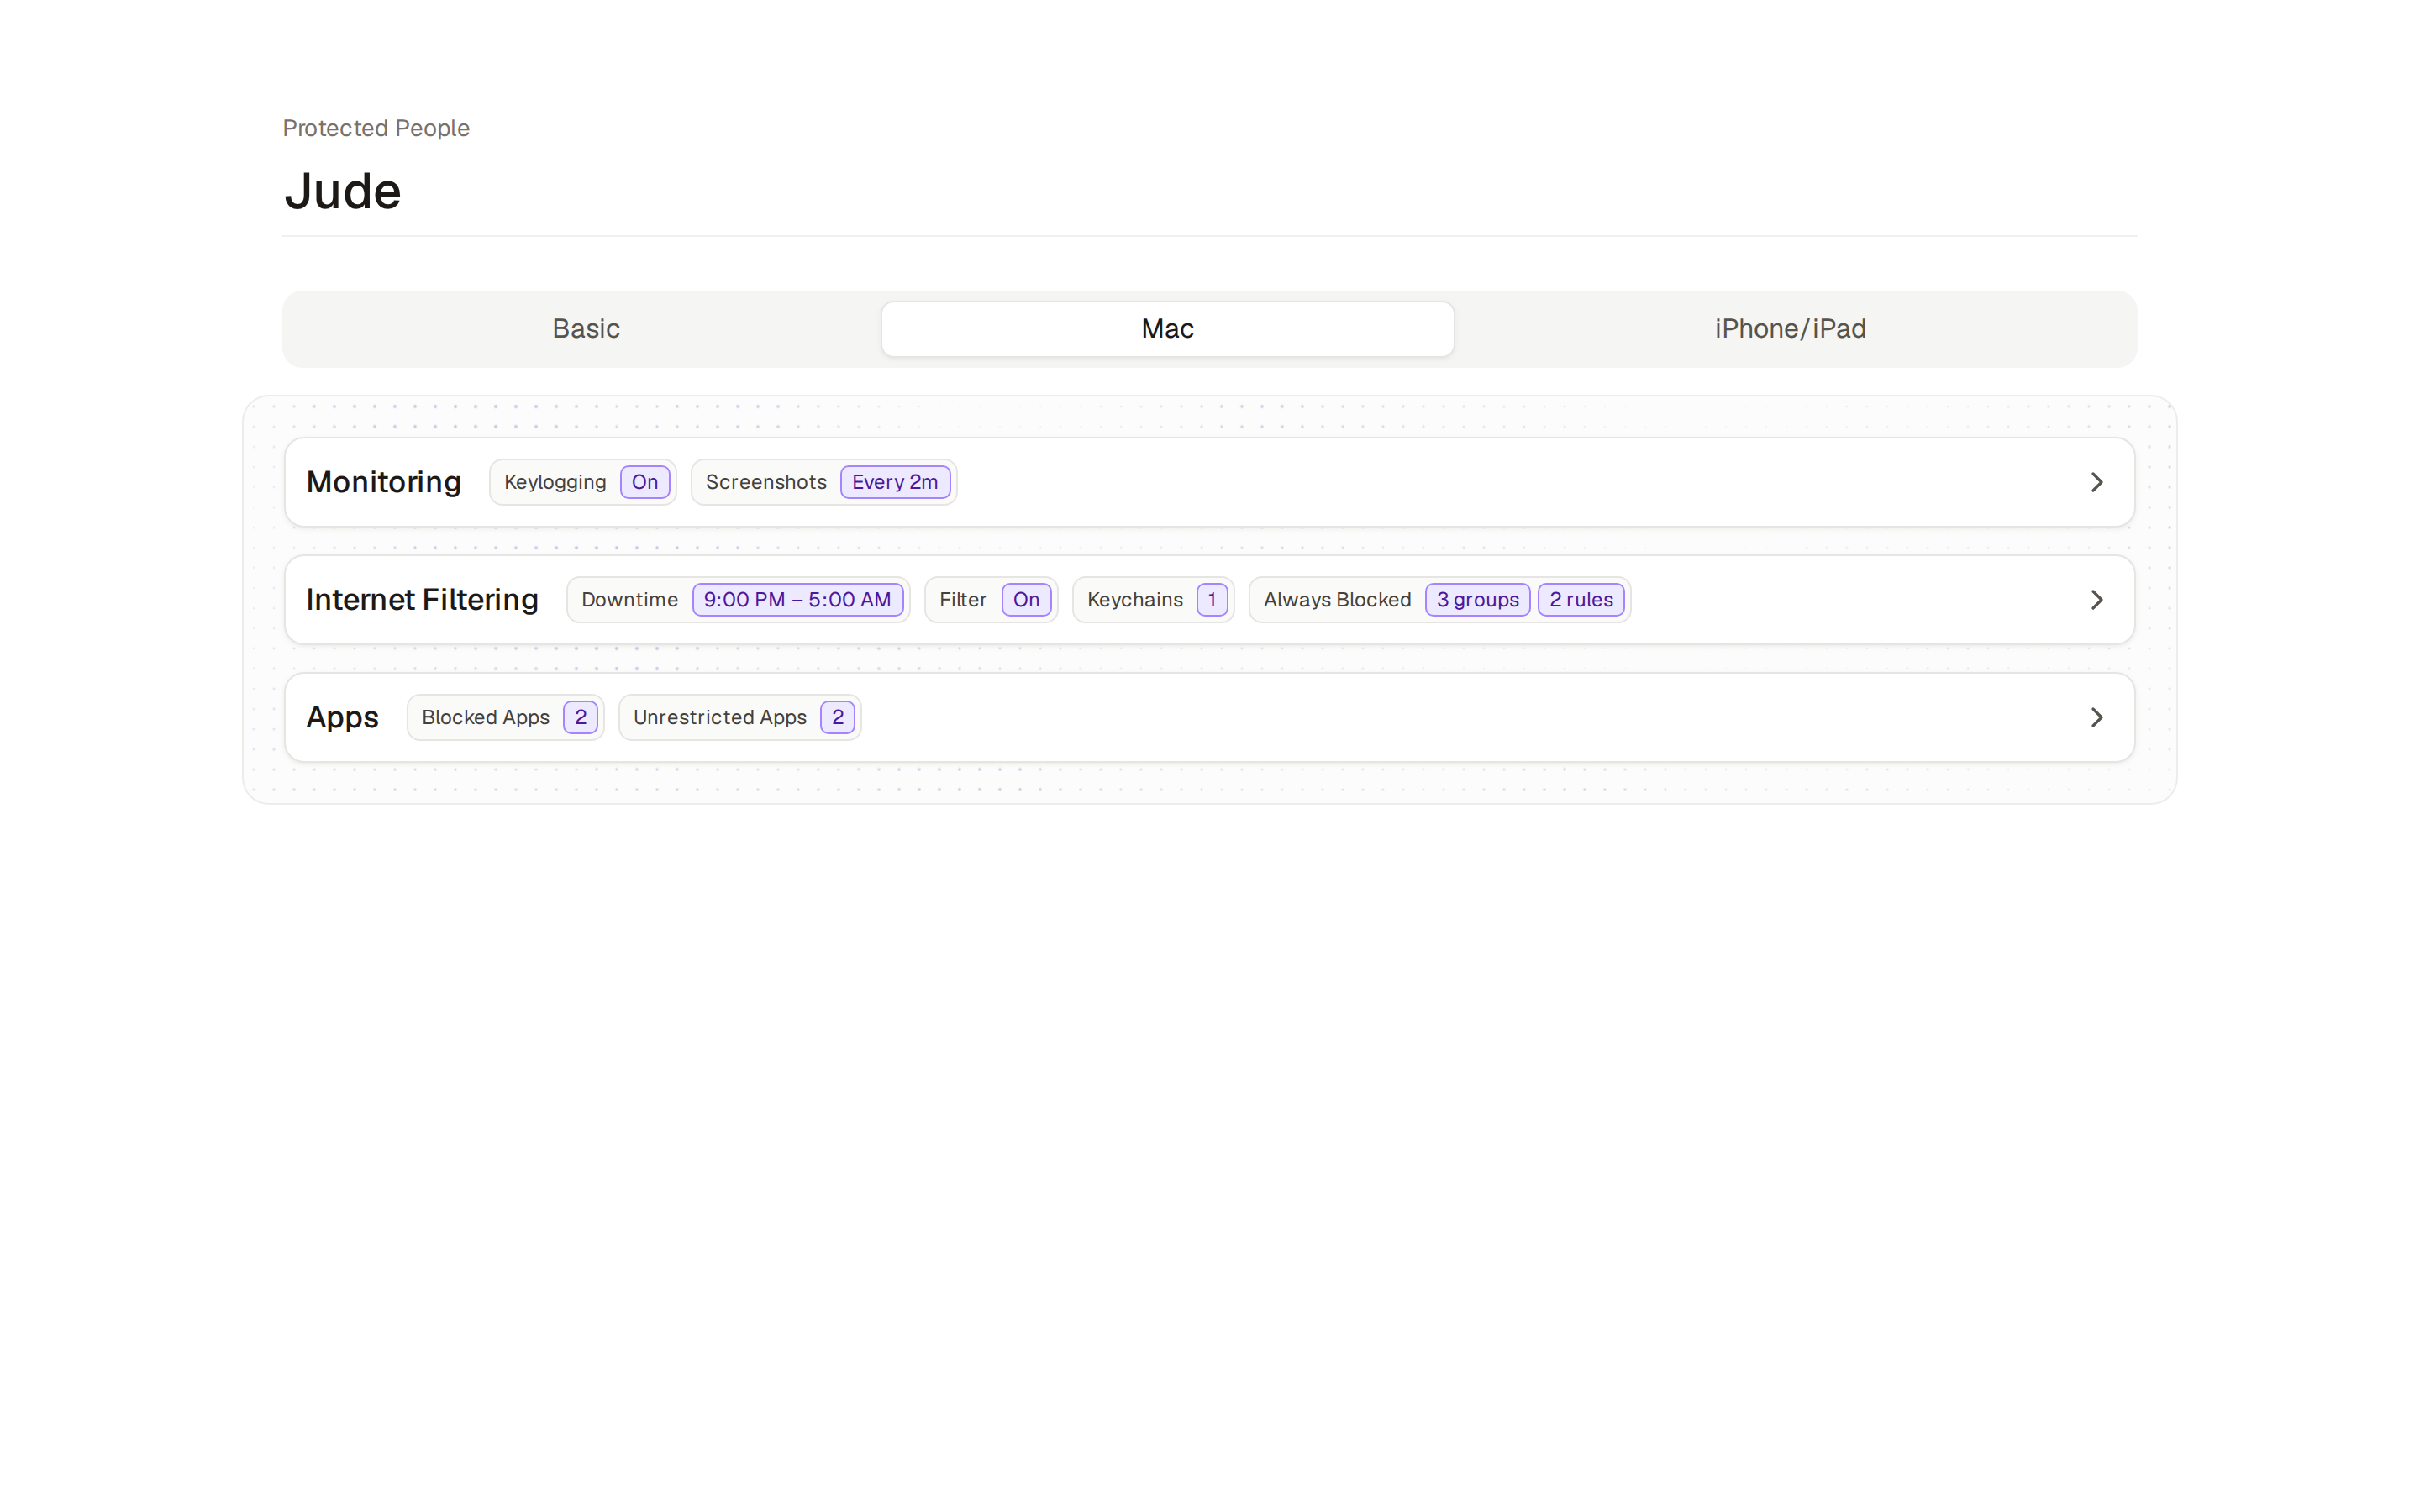 Protected People
Jude
Basic Mac iPhone/iPad
Monitoring Keylogging On Screenshots Every 2m
Internet Filtering Downtime 9:00 PM – 5:00 AM Filter On Keychains 1 Always Blocked 3 groups 2 rules
Apps Blocked Apps 2 Unrestricted Apps 2